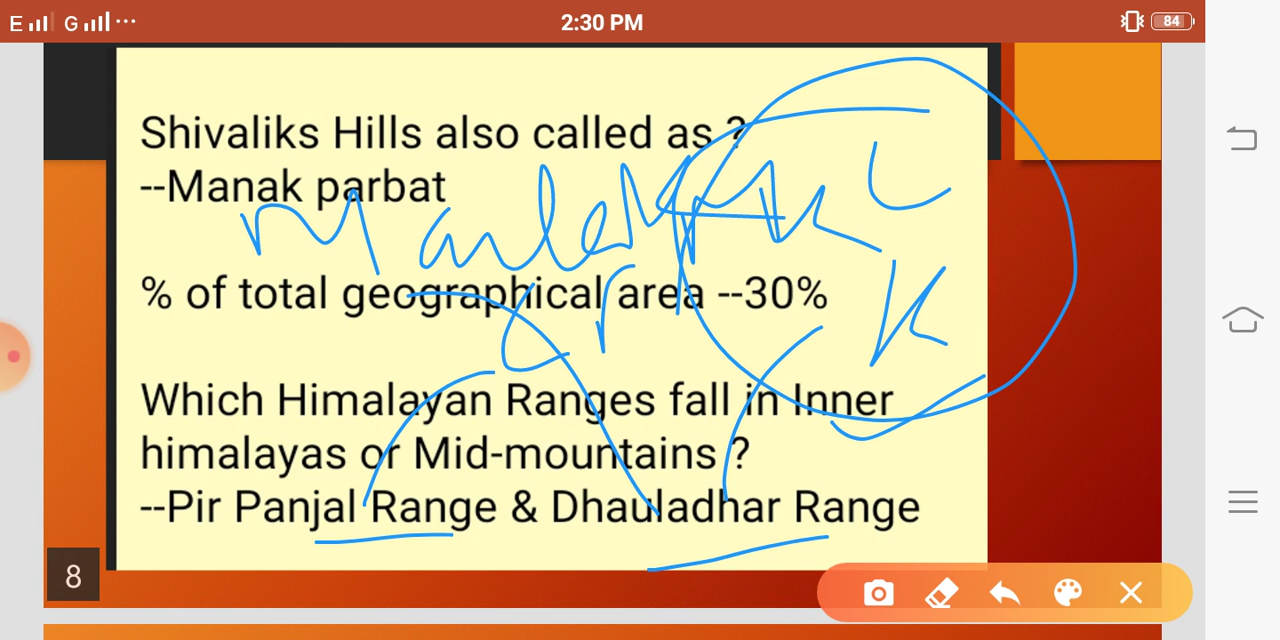 E G 2:30 PM 84
Shivaliks Hills also called as ?
--Manak parbat
% of total geographical area --30%
Which Himalayan Ranges fall in Inner
himalayas or Mid-mountains ?
--Pir Panjal Range & Dhauladhar Range
8